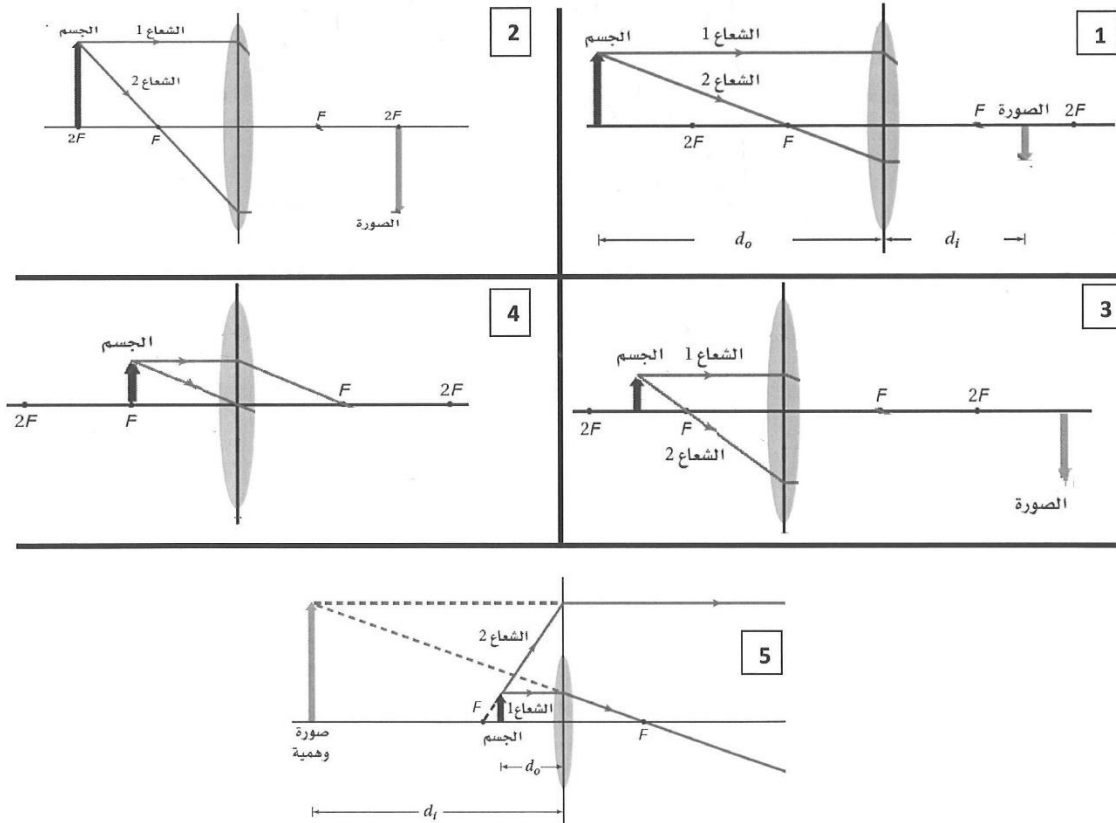 1
الجسم
الشعاع 1
الشعاع 2
2F
F
F
الصورة
2F
d_o
d_i
2
الجسم
الشعاع 1
الشعاع 2
2F
F
F
2F
الصورة
3
الجسم
الشعاع 1
2F
F
F
2F
الشعاع 2
الصورة
4
الجسم
2F
F
F
2F
5
الشعاع 2
F
الشعاع 1
F
صورة
وهمية
الجسم
d_o
d_i